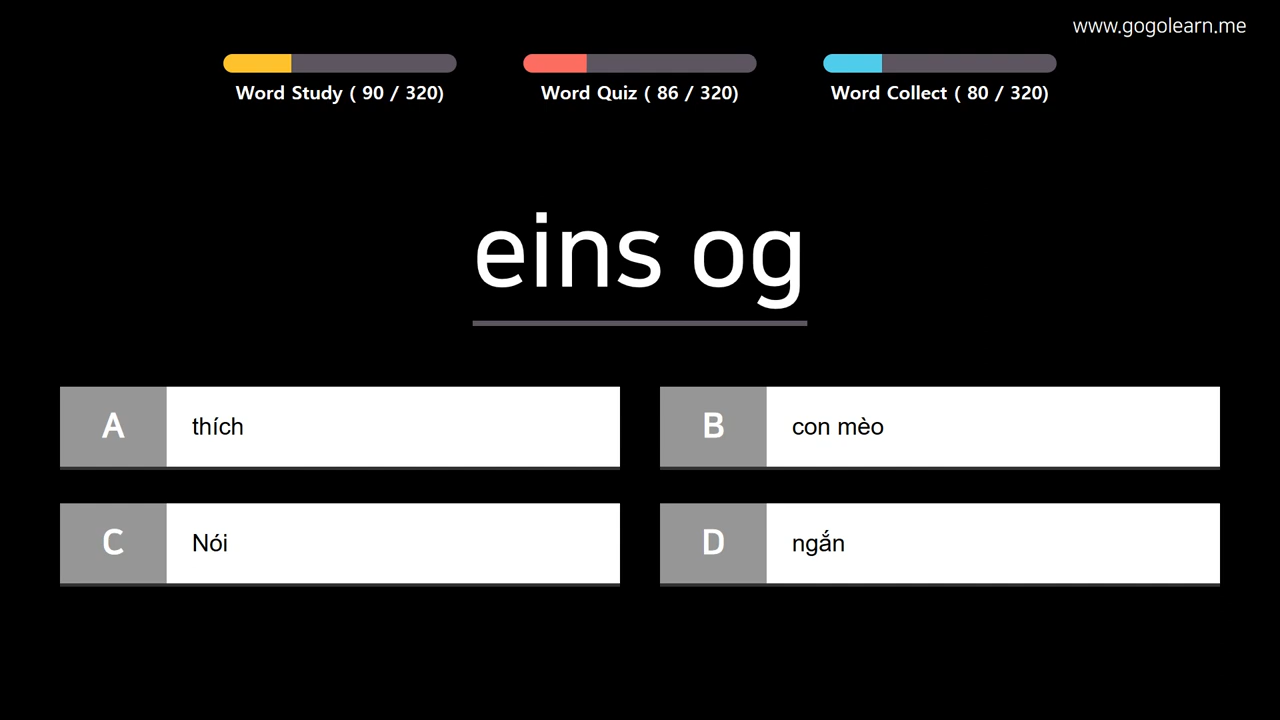 www.gogolearn.me
Word Study ( 90 / 320)
Word Quiz ( 86 / 320)
Word Collect ( 80 / 320)
eins og
A thích
B con mèo
C Nói
D ngắn